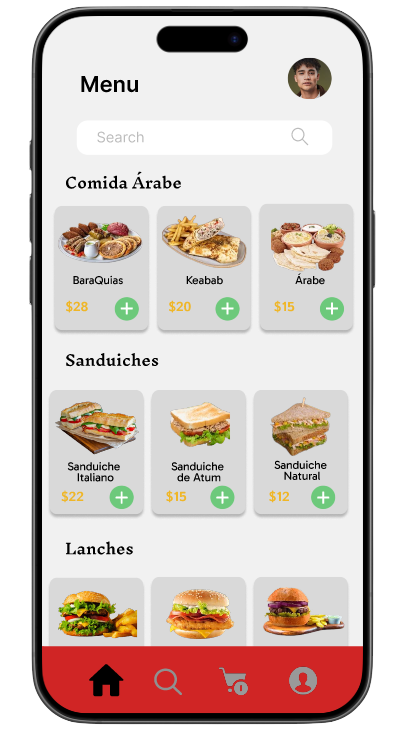 Menu
Search
Comida Árabe
BaraQuias
Keabab
Árabe
$28
$20
$15
Sanduiches
Sanduiche
Italiano
Sanduiche
de Atum
Sanduiche
Natural
$22
$15
$12
Lanches